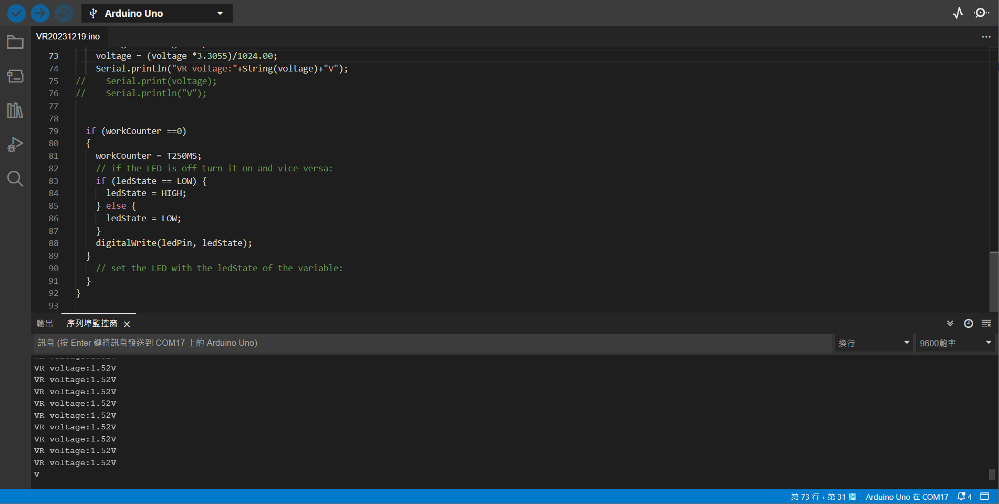 Arduino Uno
VR20231219.ino
73 voltage = (voltage *3.3055)/1024.00;
74 Serial.println("VR voltage:"+String(voltage)+"V");
75 // Serial.print(voltage);
76 // Serial.println("V");
77
78
79 if (workCounter ==0)
80 {
81 workCounter = T250MS;
82 // if the LED is off turn it on and vice-versa:
83 if (ledState == LOW) {
84 ledState = HIGH;
85 } else {
86 ledState = LOW;
87 }
88 digitalWrite(ledPin, ledState);
89 }
90 // set the LED with the ledState of the variable:
91 }
92 }
93
輸出 序列埠監控窗
訊息 (按 Enter 鍵將訊息發送到 COM17 上的 Arduino Uno) 換行 9600鮑率
VR voltage:1.52V
VR voltage:1.52V
VR voltage:1.52V
VR voltage:1.52V
VR voltage:1.52V
VR voltage:1.52V
VR voltage:1.52V
VR voltage:1.52V
VR voltage:1.52V
V
第 73 行，第 31 欄 Arduino Uno 在 COM17 4